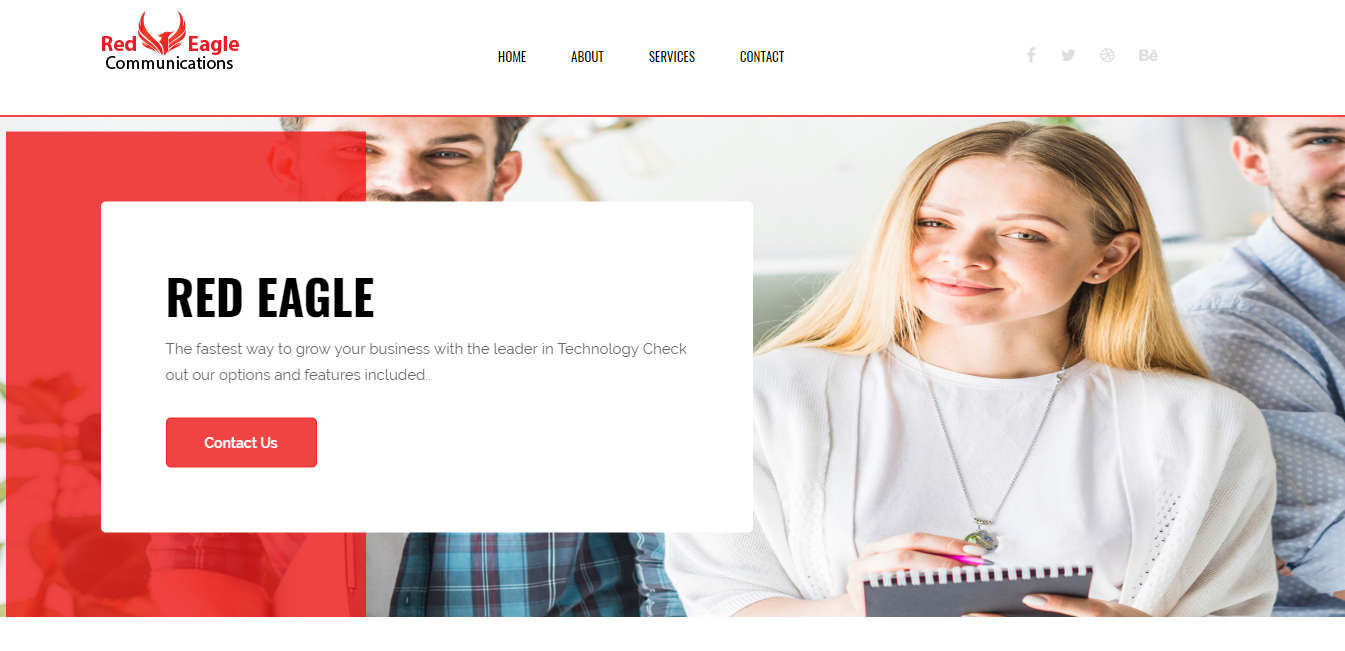 Red Eagle
Communications
HOME ABOUT SERVICES CONTACT
Bē
RED EAGLE
The fastest way to grow your business with the leader in Technology Check
out our options and features included..
Contact Us